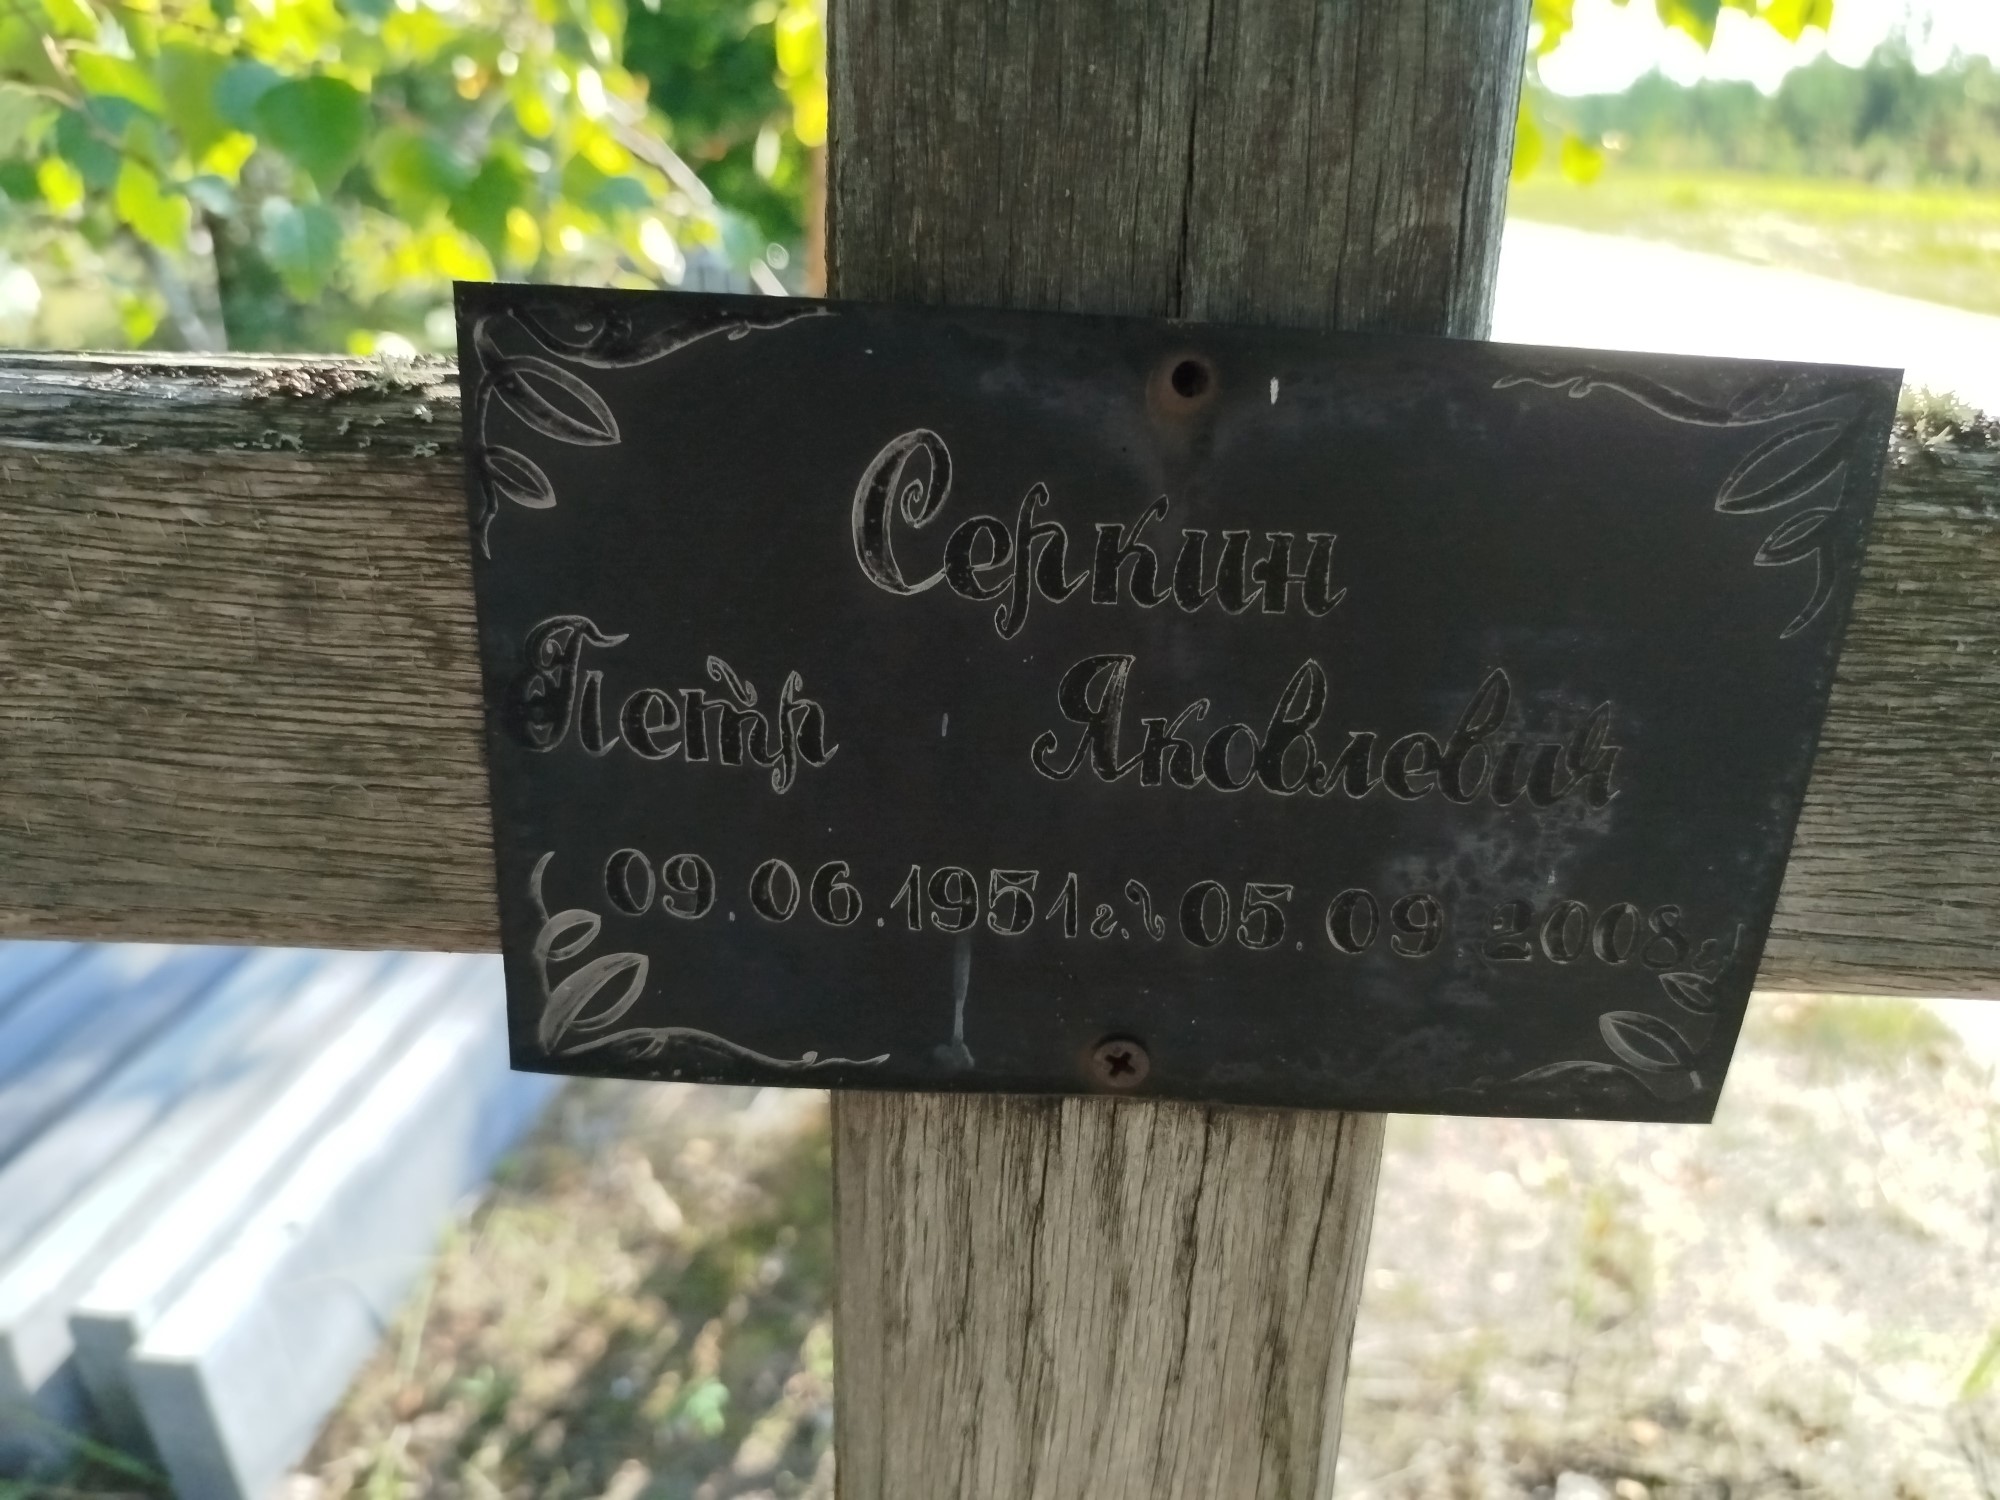 Серкин
Петр Яковлевич
09.06.1951г. 05.09 2008г